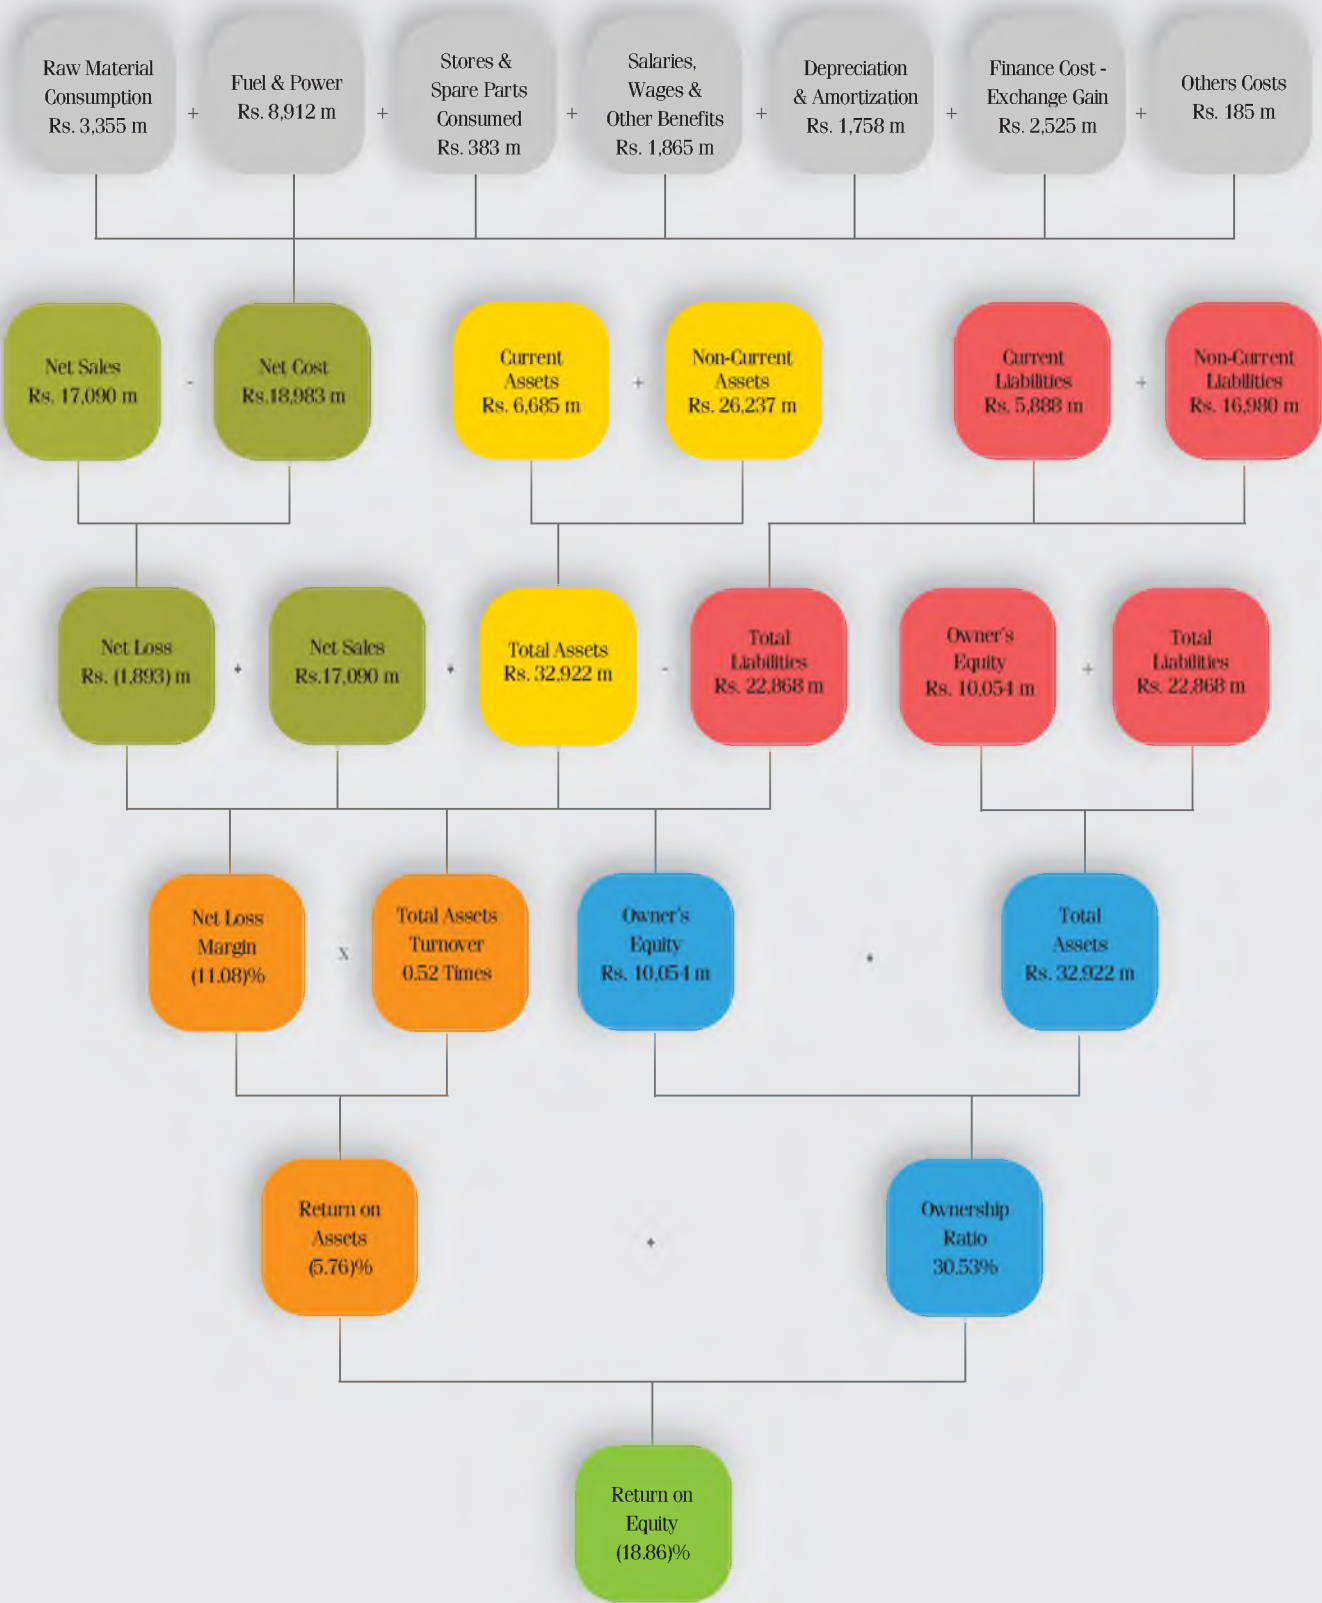 Raw Material
Consumption
Rs. 3,355 m
+
Fuel & Power
Rs. 8,912 m
+
Stores &
Spare Parts
Consumed
Rs. 383 m
+
Salaries,
Wages &
Other Benefits
Rs. 1,865 m
+
Depreciation
& Amortization
Rs. 1,758 m
+
Finance Cost -
Exchange Gain
Rs. 2,525 m
+
Others Costs
Rs. 185 m
Net Sales
Rs. 17,090 m
-
Net Cost
Rs.18,983 m
Current
Assets
Rs. 6,685 m
+
Non-Current
Assets
Rs. 26,237 m
Current
Liabilities
Rs. 5,888 m
+
Non-Current
Liabilities
Rs. 16,980 m
Net Loss
Rs. (1,893) m
÷
Net Sales
Rs.17,090 m
÷
Total Assets
Rs. 32,922 m
-
Total
Liabilities
Rs. 22,868 m
Owner's
Equity
Rs. 10,054 m
+
Total
Liabilities
Rs. 22,868 m
Net Loss
Margin
(11.08)%
x
Total Assets
Turnover
0.52 Times
Owner's
Equity
Rs. 10,054 m
÷
Total
Assets
Rs. 32,922 m
Return on
Assets
(5.76)%
÷
Ownership
Ratio
30.53%
Return on
Equity
(18.86)%